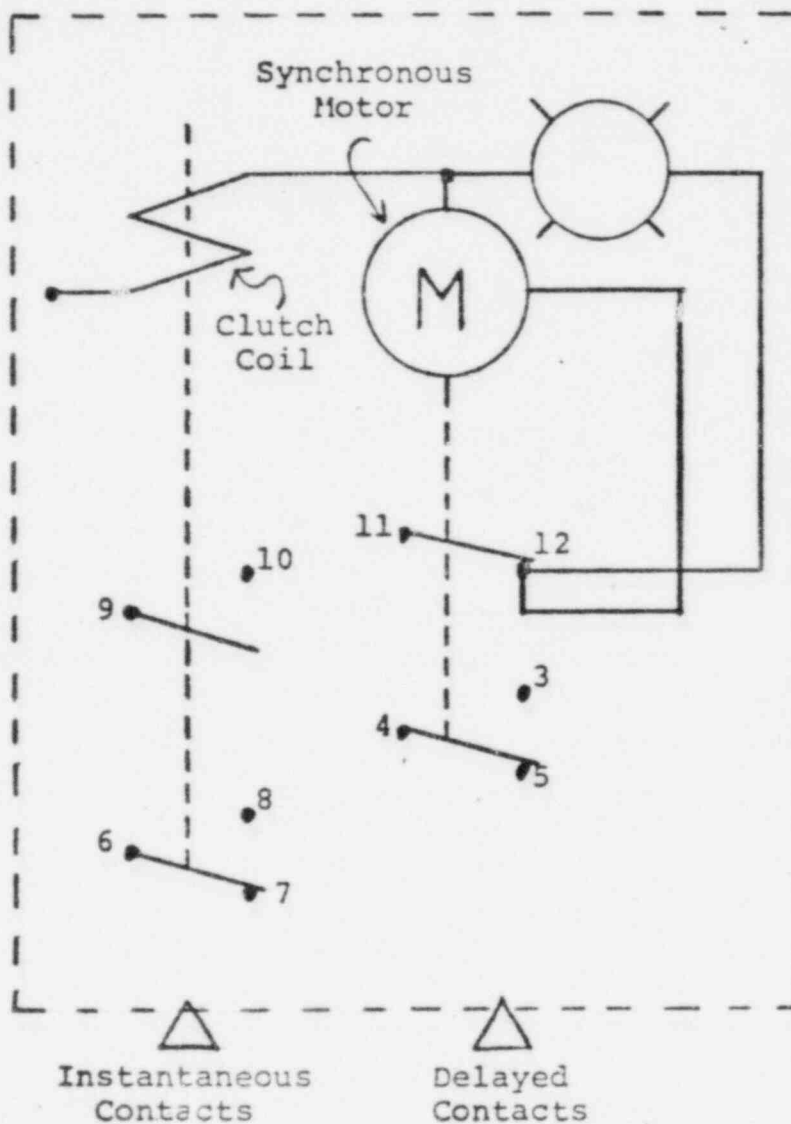 Synchronous
Motor
M
Clutch
Coil
11
12
10
9
3
4
5
8
6
7
Instantaneous
Contacts
Delayed
Contacts